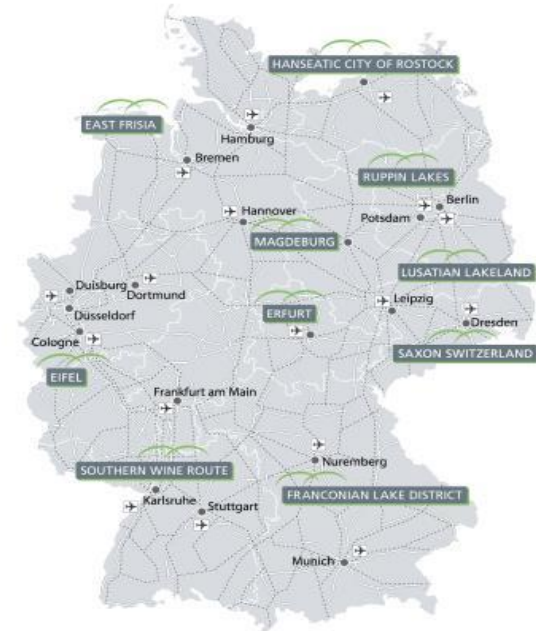 HANSEATIC CITY OF ROSTOCK
EAST FRISIA
Hamburg
Bremen
RUPPIN LAKES
Berlin
Potsdam
Hannover
MAGDEBURG
LUSATIAN LAKELAND
Duisburg
Dortmund
Leipzig
ERFURT
Düsseldorf
Dresden
Cologne
SAXON SWITZERLAND
EIFEL
Frankfurt am Main
Nuremberg
SOUTHERN WINE ROUTE
FRANCONIAN LAKE DISTRICT
Karlsruhe
Stuttgart
Munich